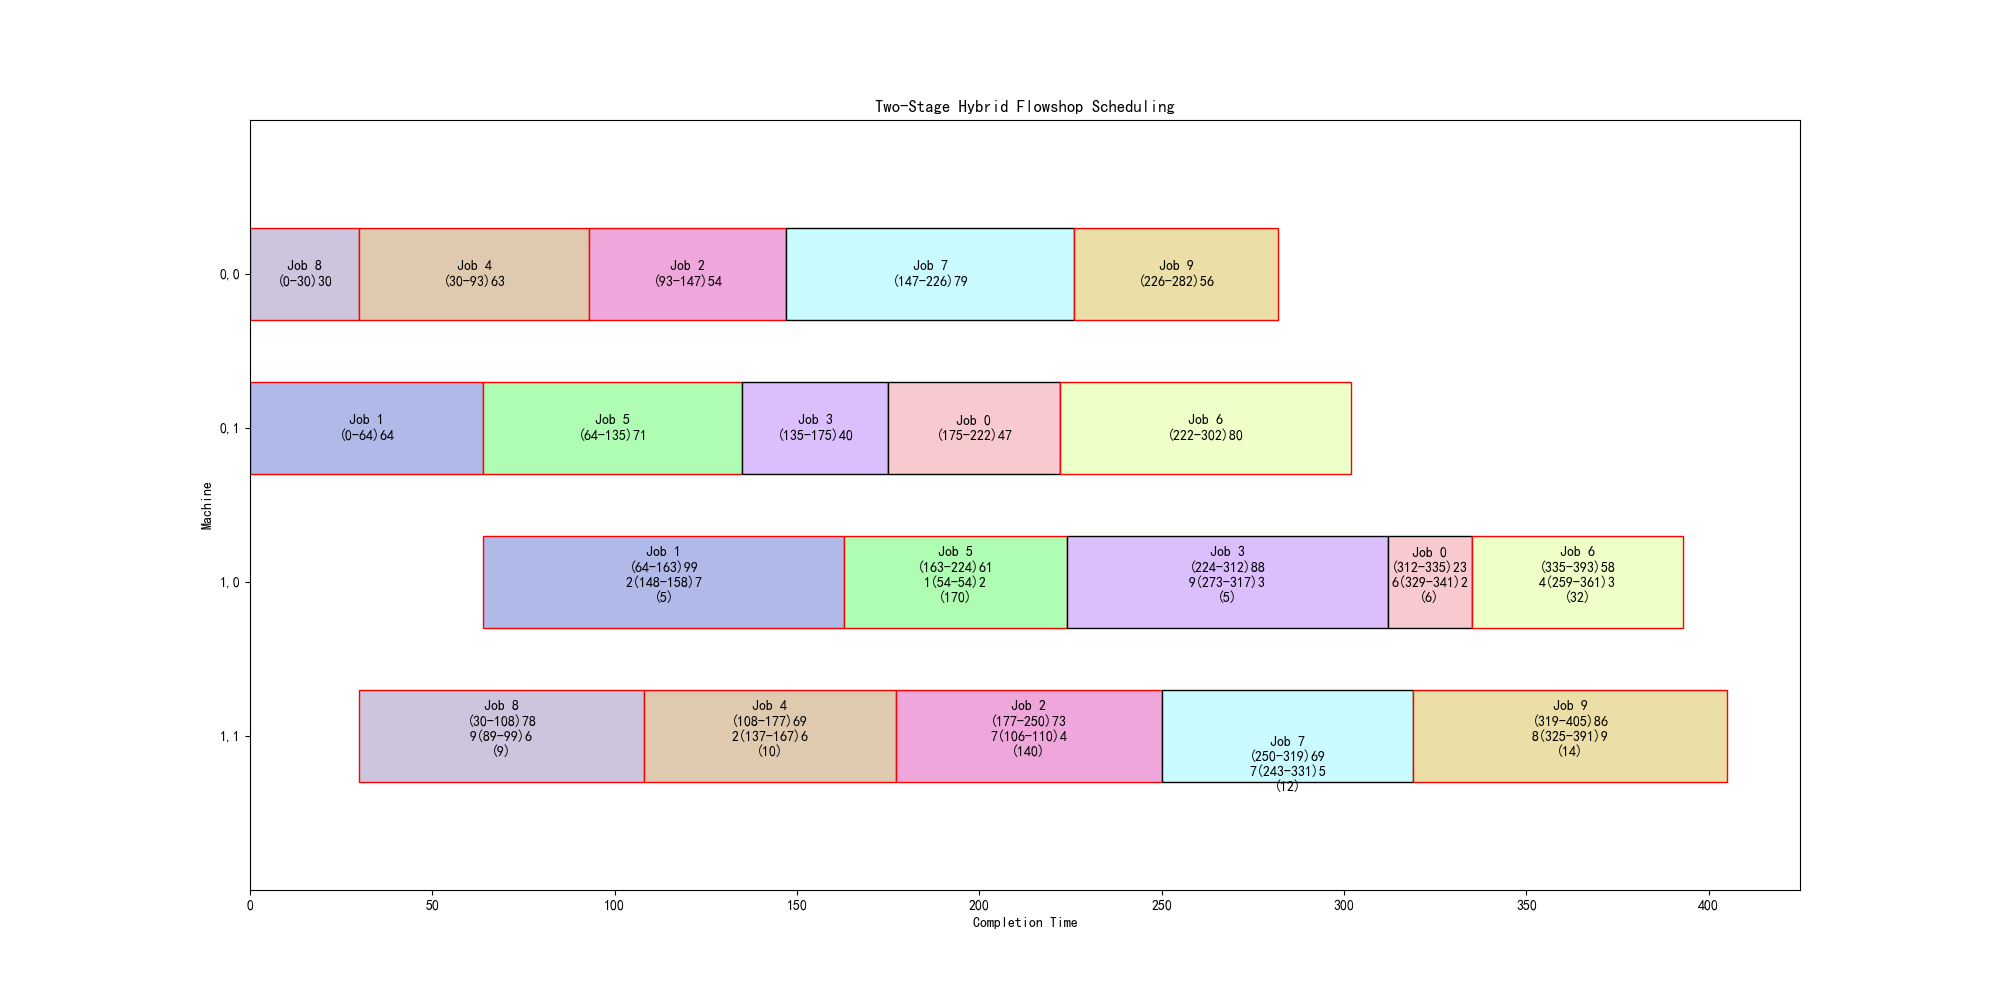 Two-Stage Hybrid Flowshop Scheduling
0,0
Job 8
(0-30)30
Job 4
(30-93)63
Job 2
(93-147)54
Job 7
(147-226)79
Job 9
(226-282)56
0,1
Job 1
(0-64)64
Job 5
(64-135)71
Job 3
(135-175)40
Job 0
(175-222)47
Job 6
(222-302)80
Machine
1,0
Job 1
(64-163)99
2(148-158)7
(5)
Job 5
(163-224)61
1(54-54)2
(170)
Job 3
(224-312)88
9(273-317)3
(5)
Job 0
(312-335)23
6(329-341)2
(6)
Job 6
(335-393)58
4(259-361)3
(32)
1,1
Job 8
(30-108)78
9(89-99)6
(9)
Job 4
(108-177)69
2(137-167)6
(10)
Job 2
(177-250)73
7(106-110)4
(140)
Job 7
(250-319)69
7(243-331)5
(12)
Job 9
(319-405)86
8(325-391)9
(14)
0 50 100 150 200 250 300 350 400
Completion Time